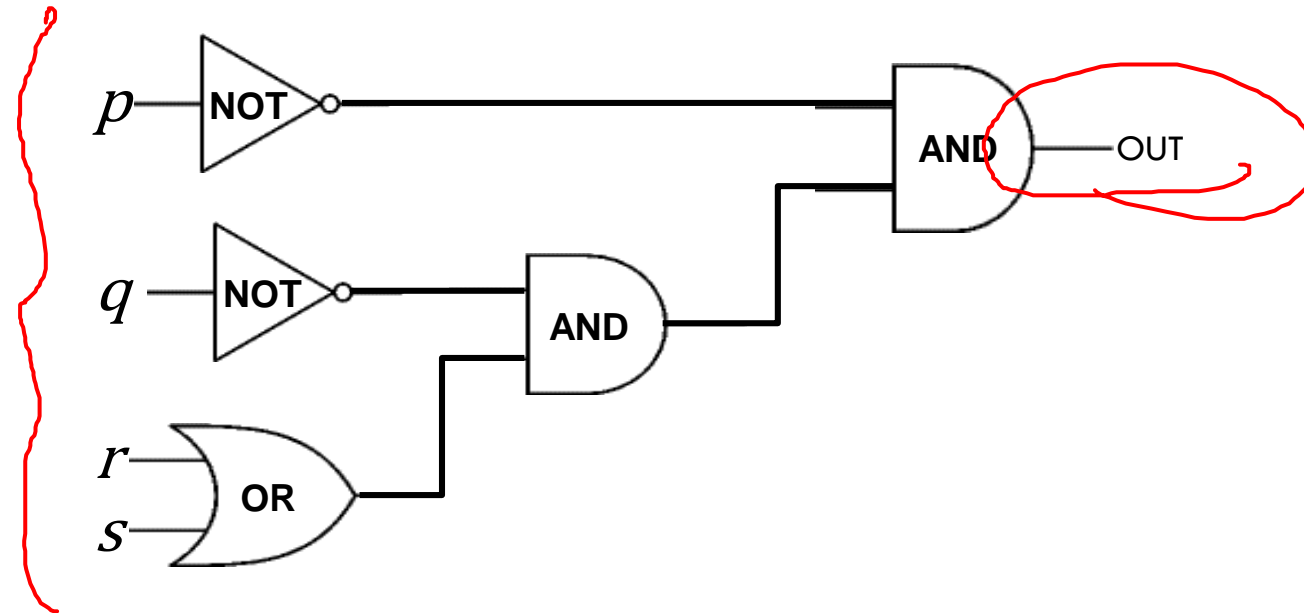 p NOT
AND OUT
q NOT
AND
r
OR
s